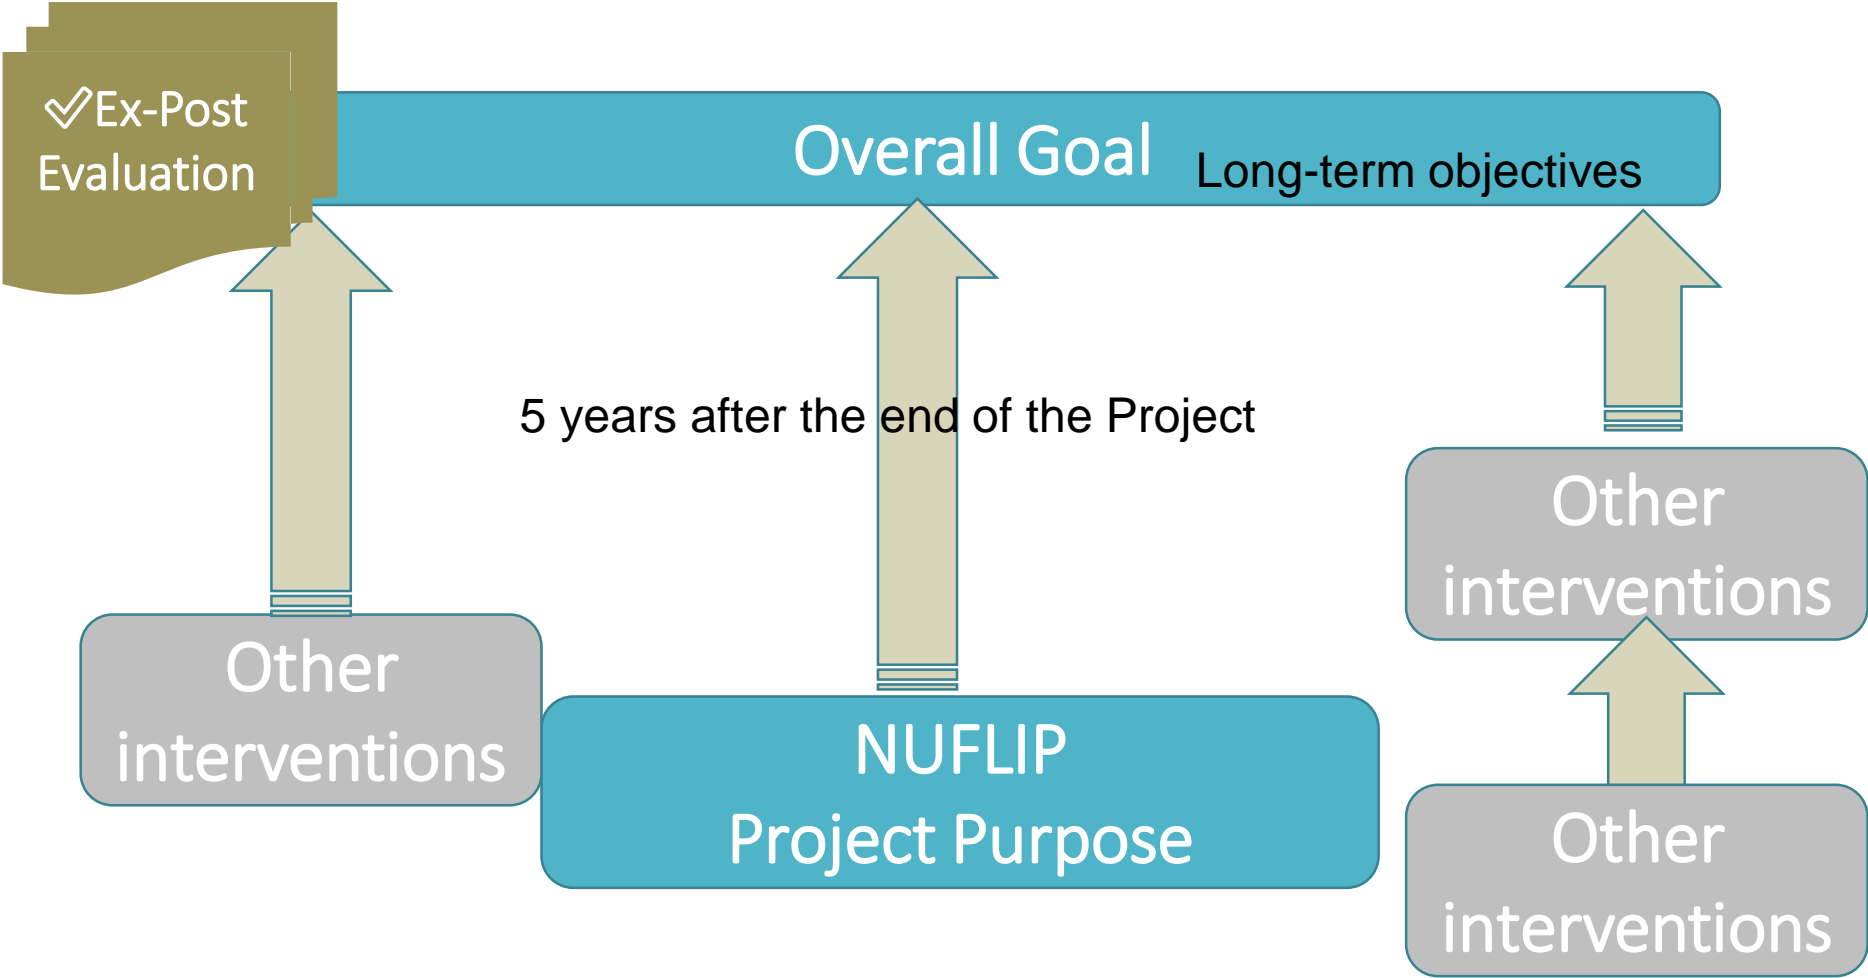 ✓Ex-Post
Evaluation
Overall Goal
Long-term objectives
5 years after the end of the Project
Other
interventions
Other
interventions
NUFLIP
Project Purpose
Other
interventions